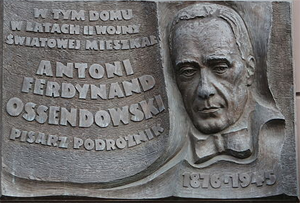 W TYM DOMU
W LATACH II WOJNY
ŚWIATOWEJ MIESZKAŁ
ANTONI
FERDYNAND
OSSENDOWSKI
PISARZ PODRÓŻNIK
1876-1945